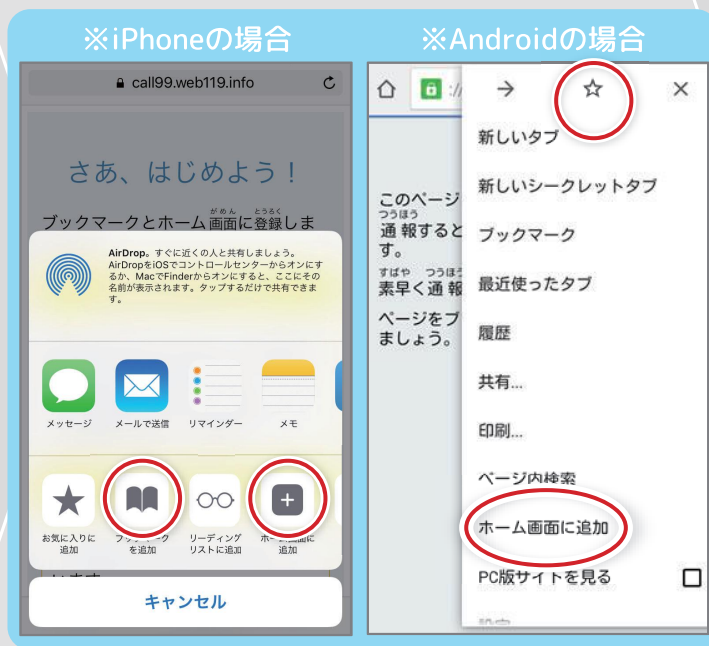 ※iPhoneの場合
call99.web119.info
さあ、はじめよう！
ブックマークとホーム画面に登録しま
がめん とうろく
AirDrop。すぐに近くの人と共有しましょう。
AirDropをiOSでコントロールセンターからオンにす
るか、MacでFinderからオンにすると、ここにその
名前が表示されます。タップするだけで共有できま
す。
メッセージ
メールで送信
リマインダー
メモ
お気に入りに
追加
ブックマーク
を追加
リーディング
リストに追加
ホーム画面に
追加
キャンセル
※Androidの場合
://
このページ
つうほう
通報すると
す。
すばや つうほう
素早く通報
ページをブ
ましょう。
新しいタブ
新しいシークレットタブ
ブックマーク
最近使ったタブ
履歴
共有...
印刷...
ページ内検索
ホーム画面に追加
PC版サイトを見る